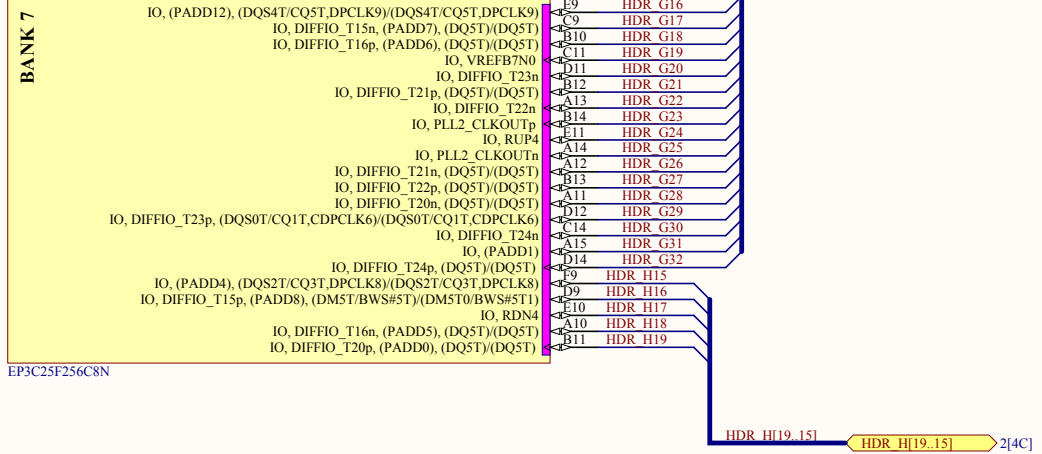 BANK 7
IO, (PADD12), (DQS4T/CQ5T,DPCLK9)/(DQS4T/CQ5T,DPCLK9) E9 HDR_G16
IO, DIFFIO_T15n, (PADD7), (DQ5T)/(DQ5T) C9 HDR_G17
IO, DIFFIO_T16p, (PADD6), (DQ5T)/(DQ5T) B10 HDR_G18
IO, VREFB7N0 C11 HDR_G19
IO, DIFFIO_T23n D11 HDR_G20
IO, DIFFIO_T21p, (DQ5T)/(DQ5T) B12 HDR_G21
IO, DIFFIO_T22n A13 HDR_G22
IO, PLL2_CLKOUTp B14 HDR_G23
IO, RUP4 E11 HDR_G24
IO, PLL2_CLKOUTn A14 HDR_G25
IO, DIFFIO_T21n, (DQ5T)/(DQ5T) A12 HDR_G26
IO, DIFFIO_T22p, (DQ5T)/(DQ5T) B13 HDR_G27
IO, DIFFIO_T20n, (DQ5T)/(DQ5T) A11 HDR_G28
IO, DIFFIO_T23p, (DQS0T/CQ1T,CDPCLK6)/(DQS0T/CQ1T,CDPCLK6) D12 HDR_G29
IO, DIFFIO_T24n C14 HDR_G30
IO, (PADD1) A15 HDR_G31
IO, DIFFIO_T24p, (DQ5T)/(DQ5T) D14 HDR_G32
IO, (PADD4), (DQS2T/CQ3T,DPCLK8)/(DQS2T/CQ3T,DPCLK8) F9 HDR_H15
IO, DIFFIO_T15p, (PADD8), (DM5T/BWS#5T)/(DM5T0/BWS#5T1) D9 HDR_H16
IO, RDN4 E10 HDR_H17
IO, DIFFIO_T16n, (PADD5), (DQ5T)/(DQ5T) A10 HDR_H18
IO, DIFFIO_T20p, (PADD0), (DQ5T)/(DQ5T) B11 HDR_H19
EP3C25F256C8N
HDR_H[19..15] HDR_H[19..15] 2[4C]